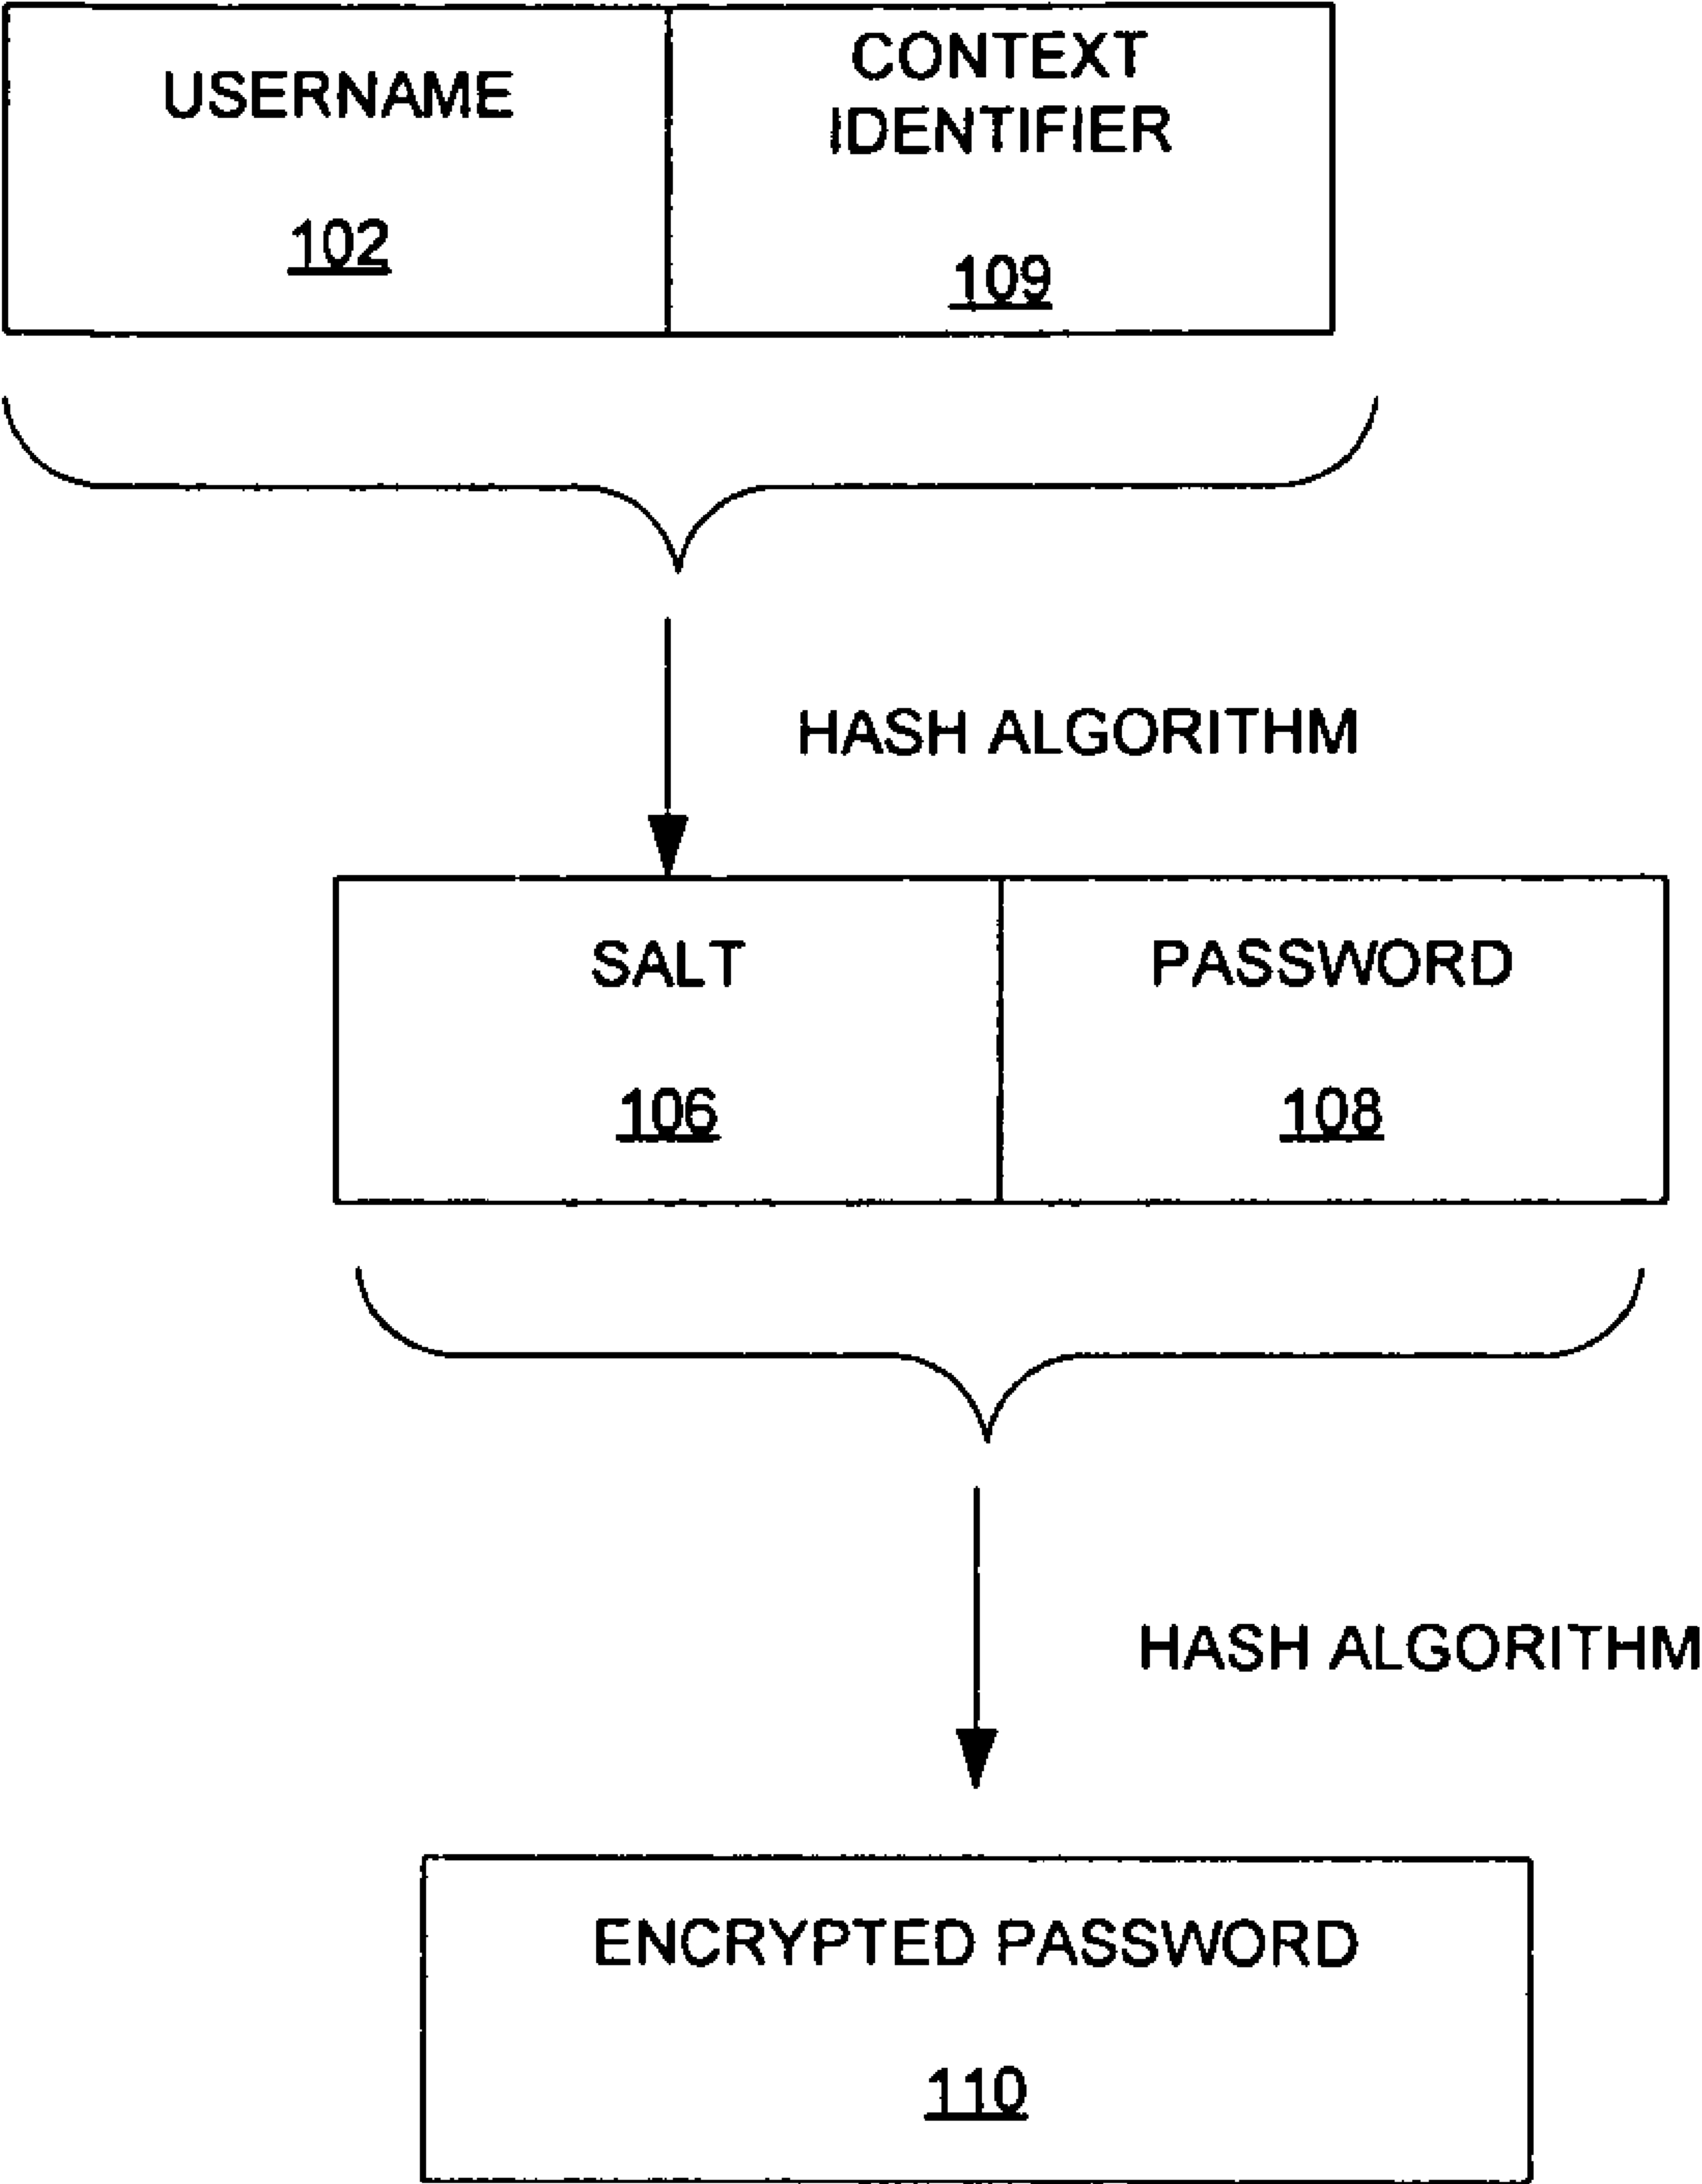 USERNAME
102
CONTEXT
IDENTIFIER
109
HASH ALGORITHM
SALT
106
PASSWORD
108
HASH ALGORITHM
ENCRYPTED PASSWORD
110